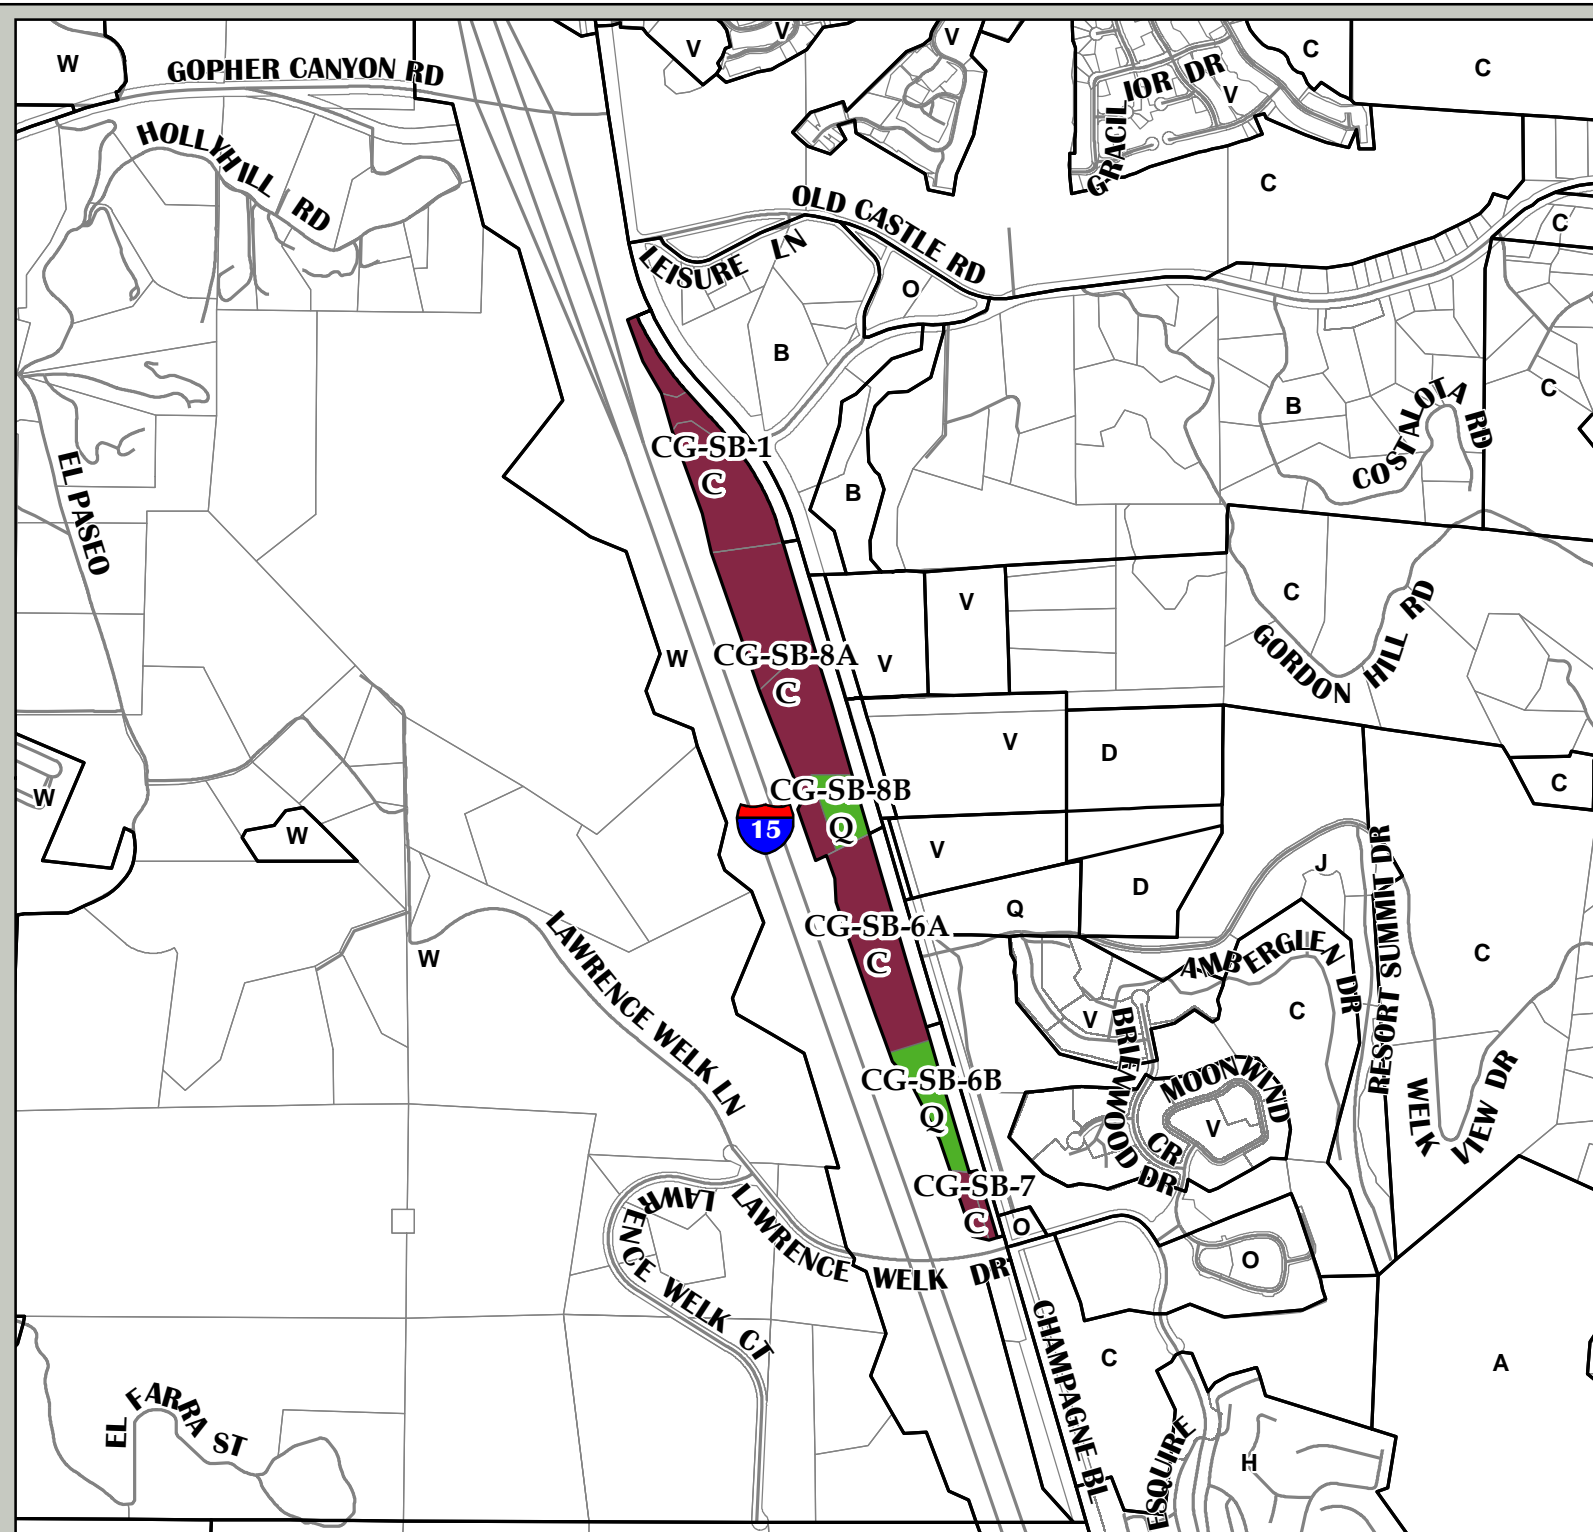 V
V
V
C
W
GOPHER CANYON RD
C
GRACIL IOR DR
V
HOLLYHILL RD
C
OLD CASTLE RD
C
LEISURE LN
O
B
C
B
COSTALOTA RD
CG-SB-1
C
EL PASEO
B
C
V
GORDON HILL RD
W
CG-SB-8A
C
V
V
D
W
CG-SB-8B
C
15
Q
W
V
J
D
Q
RESORT SUMMIT DR
CG-SB-6A
C
W
LAWRENCE WELK LN
AMBERGLEN DR
C
C
V
BRIEWOOD DR
CG-SB-6B
Q
MOONWIND CR
V
WELK VIEW DR
CG-SB-7
C
O
LAWRENCE WELK CT
LAWRENCE WELK DR
O
CHAMPAGNE BL
C
A
EL FARRA ST
ESQUIRE
H